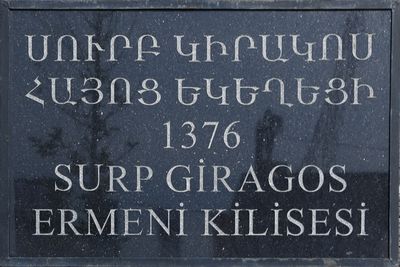 ՍՈՒՐԲ ԿԻՐԱԿՈՍ
ՀԱՅՈՑ ԵԿԵՂԵՑԻ
1376
SURP GİRAGOS
ERMENİ KİLİSESİ